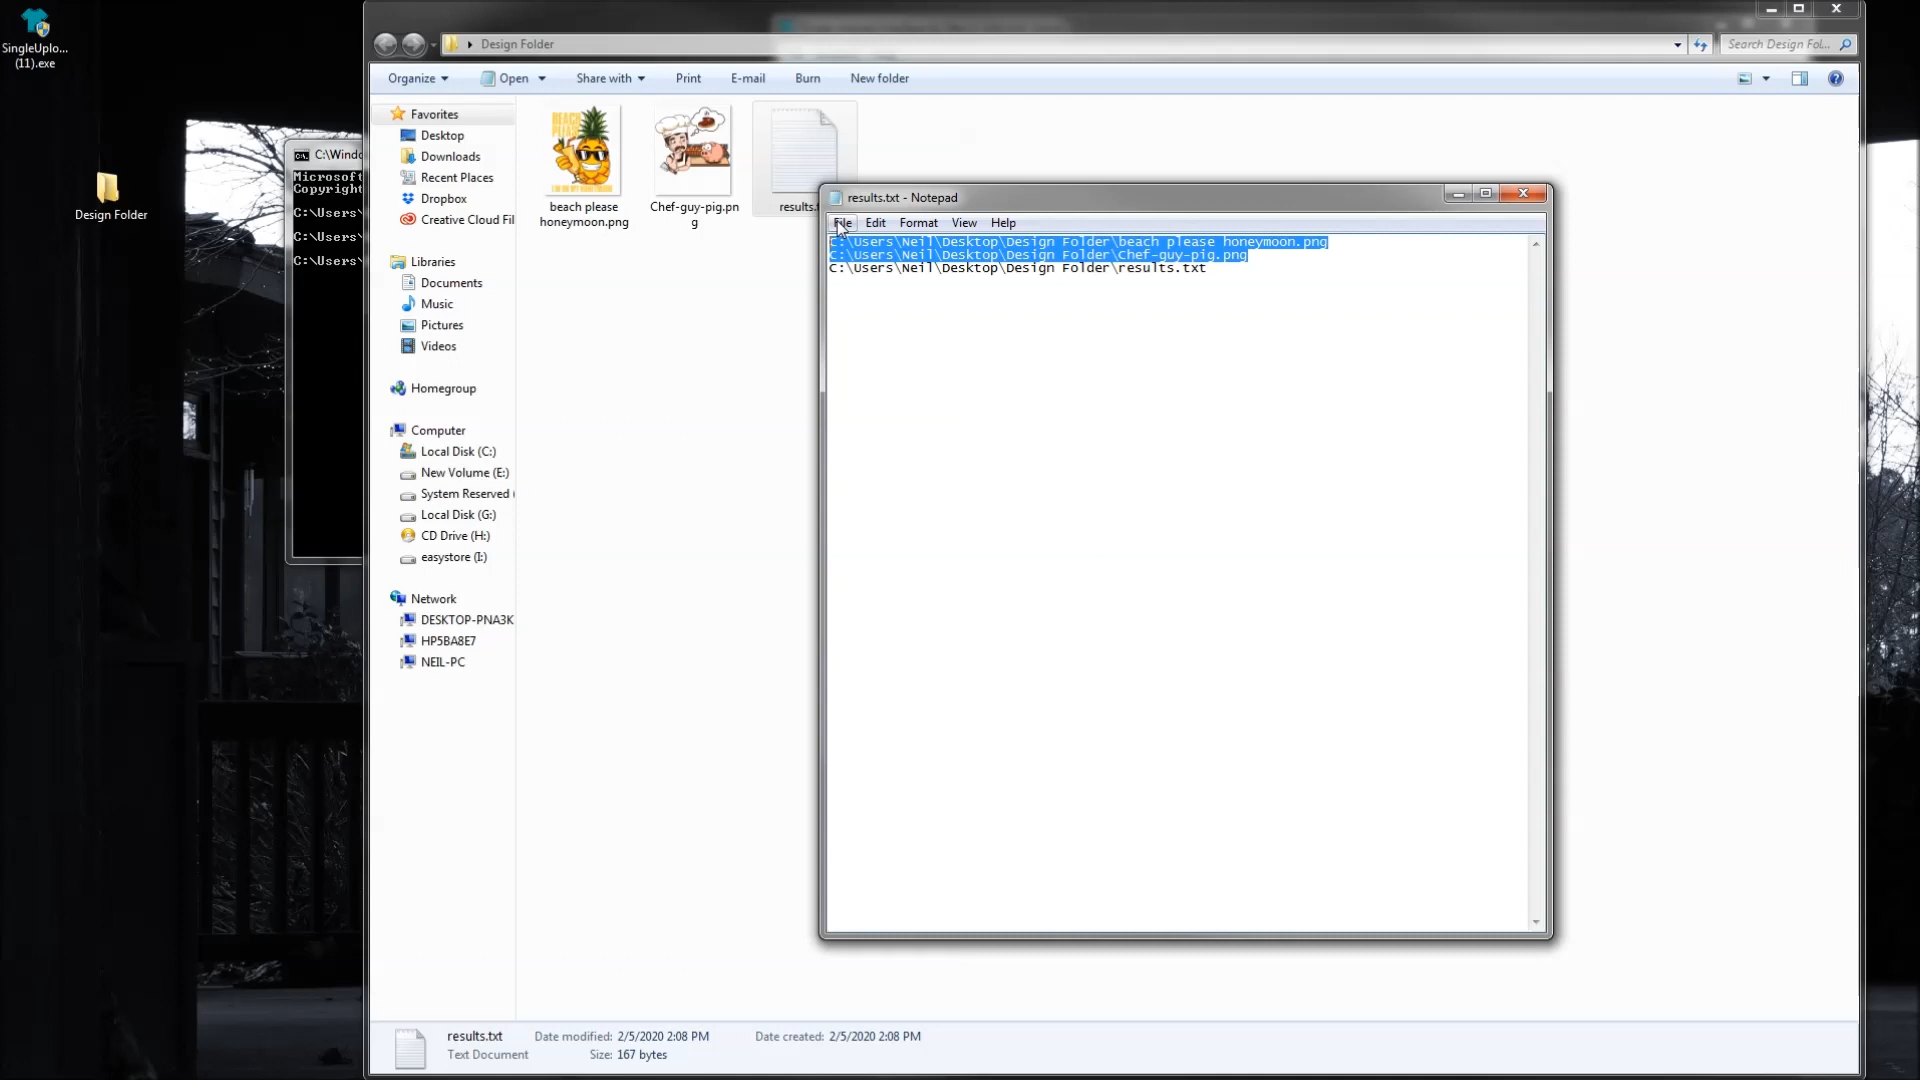 SingleUplo...
(11).exe
Design Folder
C:\Windo
Microsoft
Copyright
C:\Users\
C:\Users\
C:\Users\
Design Folder
Search Design Fol...
Organize
Open
Share with
Print
E-mail
Burn
New folder
Favorites
Desktop
Downloads
Recent Places
Dropbox
Creative Cloud Fil
Libraries
Documents
Music
Pictures
Videos
Homegroup
Computer
Local Disk (C:)
New Volume (E:)
System Reserved (
Local Disk (G:)
CD Drive (H:)
easystore (I:)
Network
DESKTOP-PNA3K
HP5BA8E7
NEIL-PC
BEACH
PLEASE
beach please
honeymoon.png
Chef-guy-pig.pn
g
results.t
results.txt - Notepad
File
Edit
Format
View
Help
C:\Users\Neil\Desktop\Design Folder\beach please honeymoon.png
C:\Users\Neil\Desktop\Design Folder\Chef-guy-pig.png
C:\Users\Neil\Desktop\Design Folder\results.txt
results.txt
Date modified: 2/5/2020 2:08 PM
Date created: 2/5/2020 2:08 PM
Text Document
Size: 167 bytes